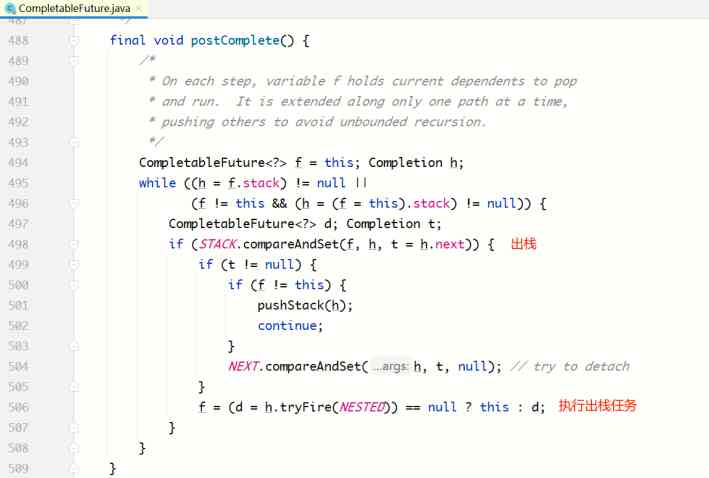 CompletableFuture.java
487 */
488 final void postComplete() {
489 /*
490 * On each step, variable f holds current dependents to pop
491 * and run.  It is extended along only one path at a time,
492 * pushing others to avoid unbounded recursion.
493 */
494 CompletableFuture<?> f = this; Completion h;
495 while ((h = f.stack) != null ||
496 (f != this && (h = (f = this).stack) != null)) {
497 CompletableFuture<?> d; Completion t;
498 if (STACK.compareAndSet(f, h, t = h.next)) { 出栈
499 if (t != null) {
500 if (f != this) {
501 pushStack(h);
502 continue;
503 }
504 NEXT.compareAndSet( ...args: h, t, null); // try to detach
505 }
506 f = (d = h.tryFire(NESTED)) == null ? this : d; 执行出栈任务
507 }
508 }
509 }